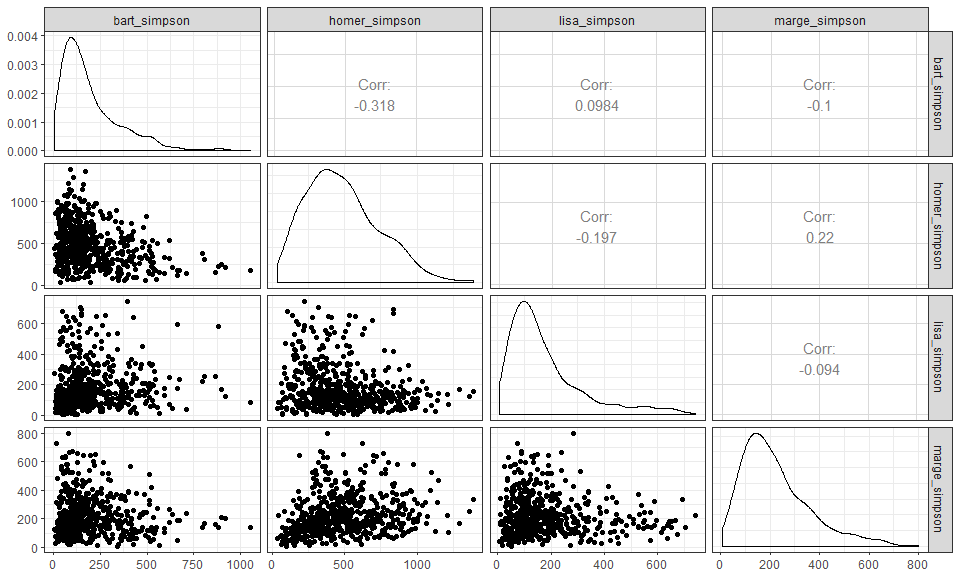 bart_simpson
homer_simpson
lisa_simpson
marge_simpson
0.004
0.003
0.002
0.001
0.000
Corr:
-0.318
Corr:
0.0984
Corr:
-0.1
bart_simpson
1000
500
0
Corr:
-0.197
Corr:
0.22
homer_simpson
600
400
200
0
Corr:
-0.094
lisa_simpson
800
600
400
200
0
marge_simpson
0 250 500 750 1000
0 500 1000
0 200 400 600
0 200 400 600 800